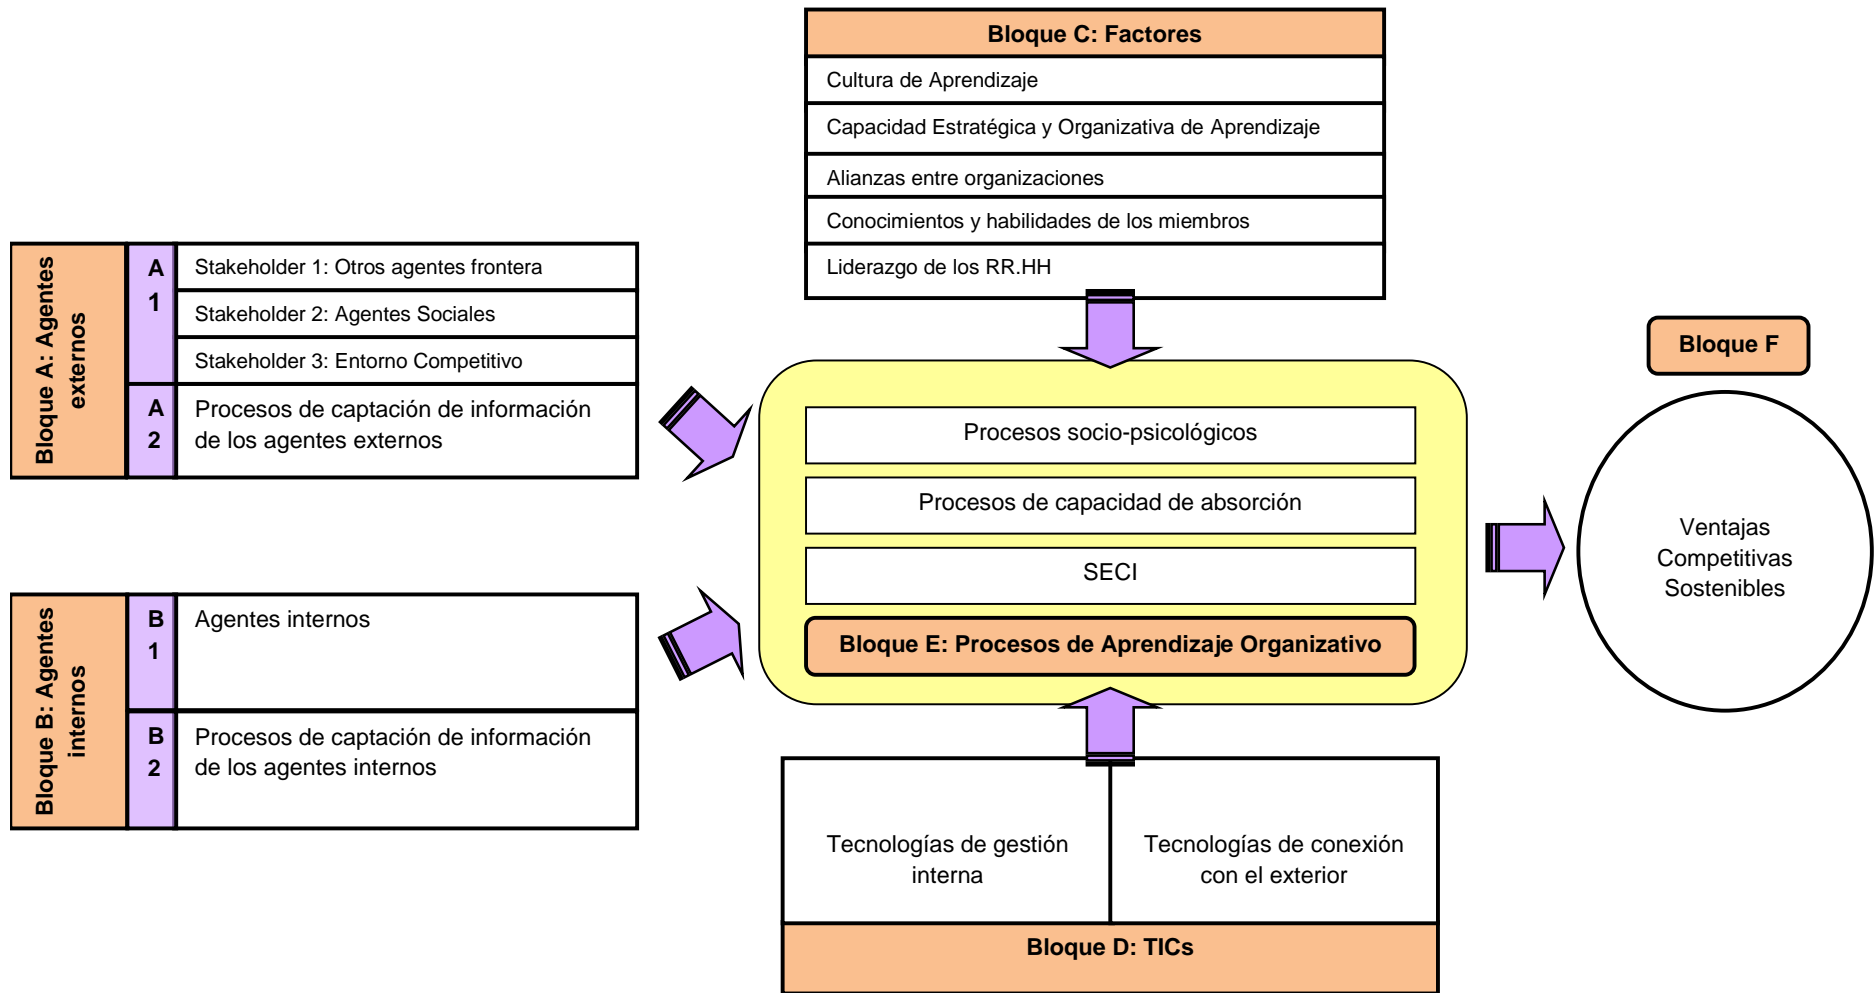 Bloque C: Factores
Cultura de Aprendizaje
Capacidad Estratégica y Organizativa de Aprendizaje
Alianzas entre organizaciones
Conocimientos y habilidades de los miembros
Liderazgo de los RR.HH
Bloque A: Agentes
externos
A
1
Stakeholder 1: Otros agentes frontera
Stakeholder 2: Agentes Sociales
Stakeholder 3: Entorno Competitivo
A
2
Procesos de captación de información
de los agentes externos
Bloque B: Agentes
internos
B
1
Agentes internos
B
2
Procesos de captación de información
de los agentes internos
Procesos socio-psicológicos
Procesos de capacidad de absorción
SECI
Bloque E: Procesos de Aprendizaje Organizativo
Tecnologías de gestión
interna
Tecnologías de conexión
con el exterior
Bloque D: TICs
Bloque F
Ventajas
Competitivas
Sostenibles